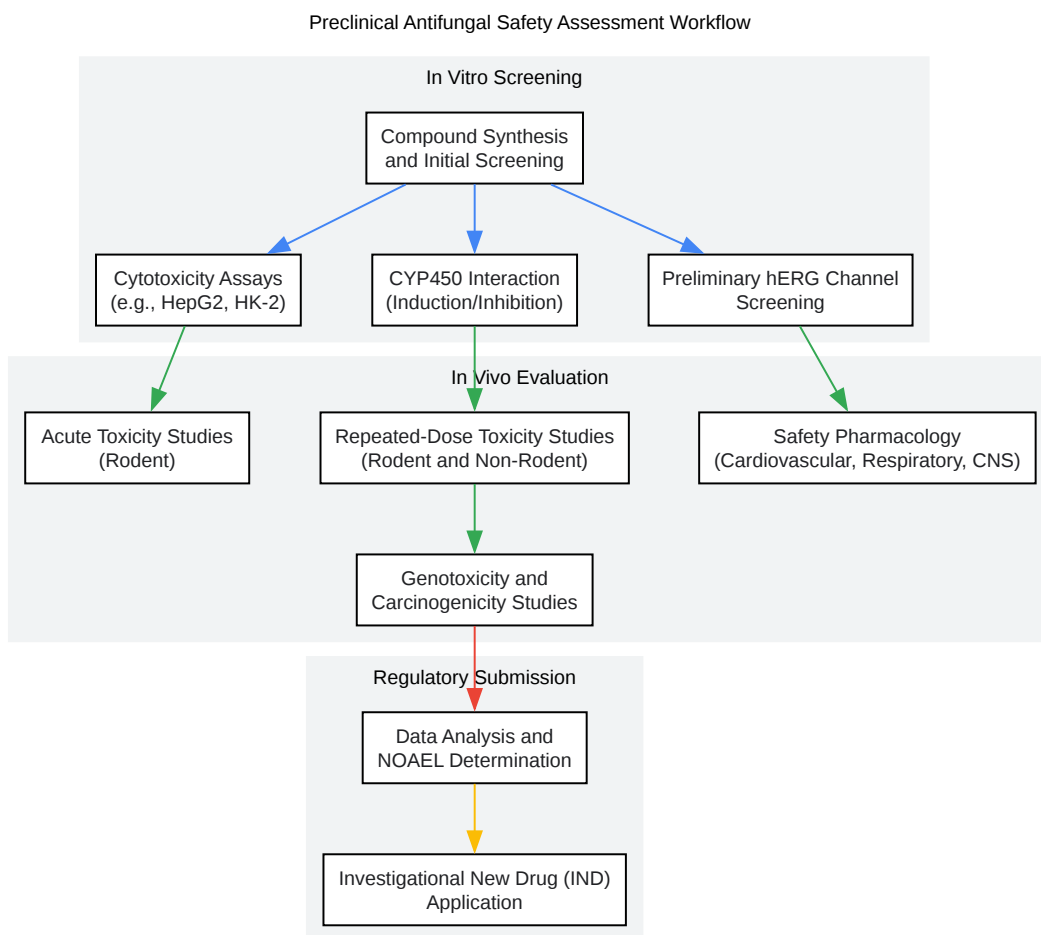 Preclinical Antifungal Safety Assessment Workflow
In Vitro Screening
Compound Synthesis
and Initial Screening
Cytotoxicity Assays
(e.g., HepG2, HK-2)
CYP450 Interaction
(Induction/Inhibition)
Preliminary hERG Channel
Screening
In Vivo Evaluation
Acute Toxicity Studies
(Rodent)
Repeated-Dose Toxicity Studies
(Rodent and Non-Rodent)
Safety Pharmacology
(Cardiovascular, Respiratory, CNS)
Genotoxicity and
Carcinogenicity Studies
Regulatory Submission
Data Analysis and
NOAEL Determination
Investigational New Drug (IND)
Application